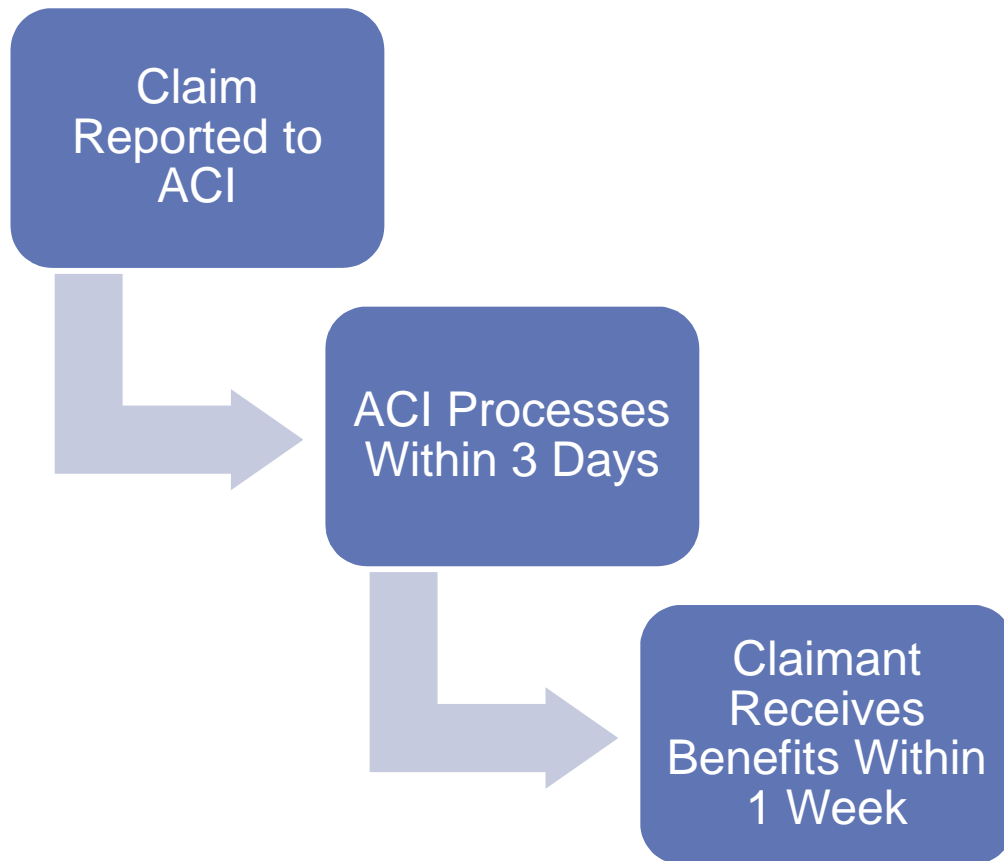 Claim
Reported to
ACI
ACI Processes
Within 3 Days
Claimant
Receives
Benefits Within
1 Week